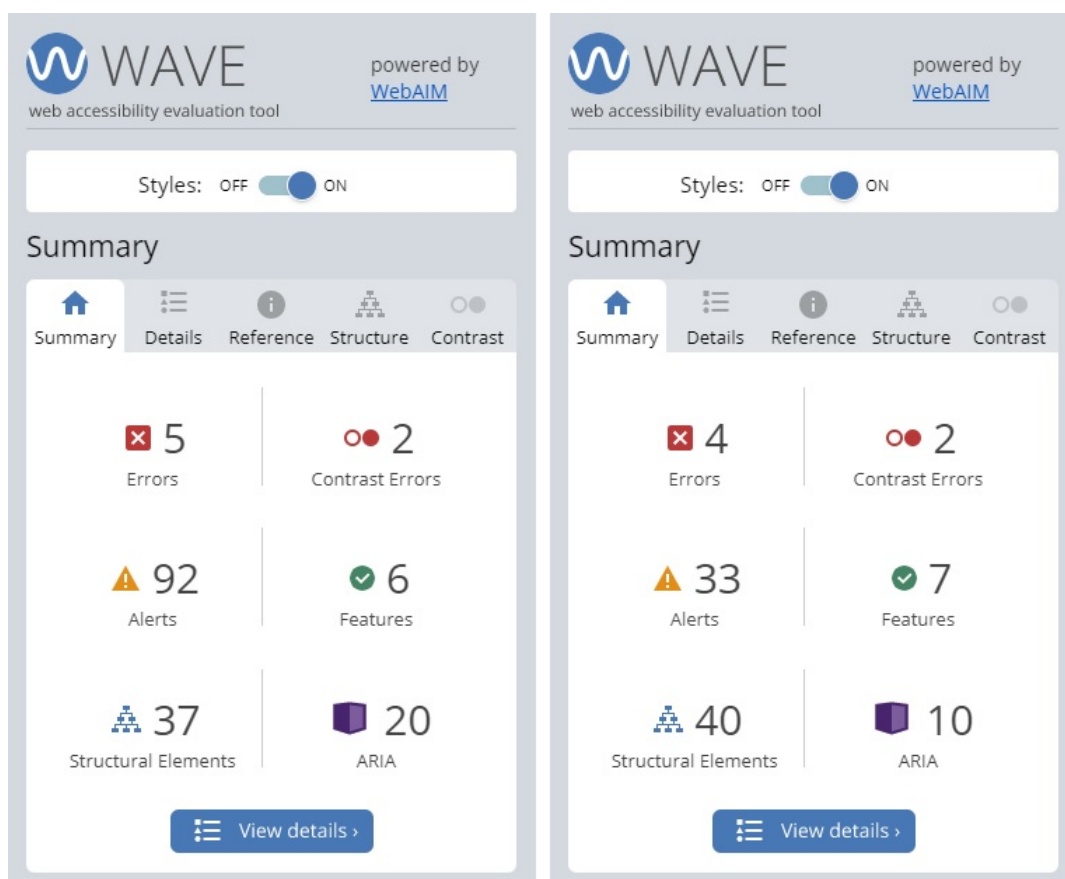 WAVE
powered by
WebAIM
web accessibility evaluation tool
Styles: OFF ON
Summary
Summary Details Reference Structure Contrast
5
Errors
2
Contrast Errors
92
Alerts
6
Features
37
Structural Elements
20
ARIA
View details ›
WAVE
powered by
WebAIM
web accessibility evaluation tool
Styles: OFF ON
Summary
Summary Details Reference Structure Contrast
4
Errors
2
Contrast Errors
33
Alerts
7
Features
40
Structural Elements
10
ARIA
View details ›